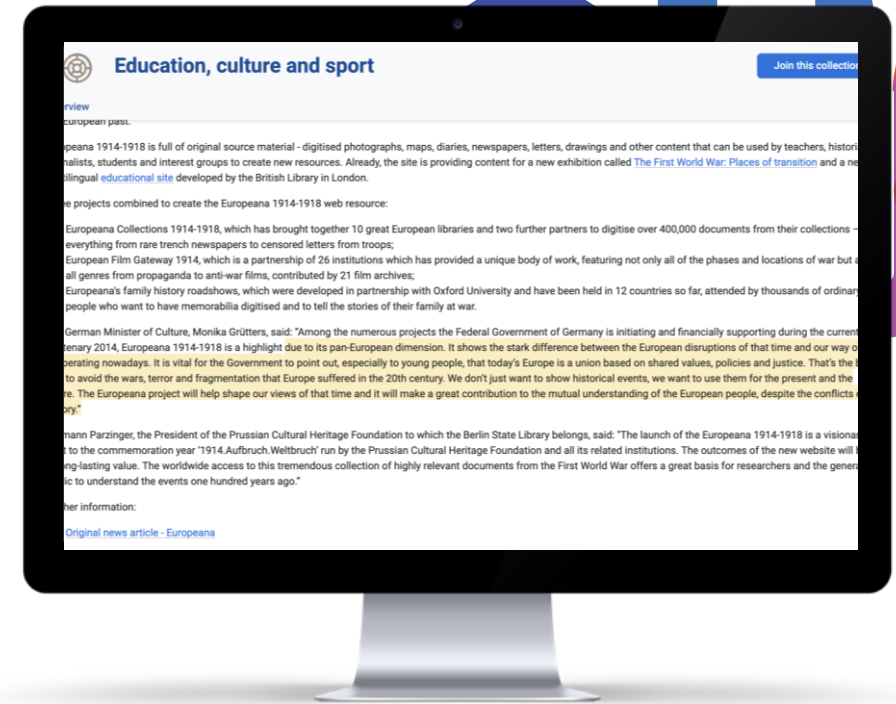 Education, culture and sport
Join this collection
rview
European past.
opeana 1914-1918 is full of original source material - digitised photographs, maps, diaries, newspapers, letters, drawings and other content that can be used by teachers, histori
nalists, students and interest groups to create new resources. Already, the site is providing content for a new exhibition called The First World War: Places of transition and a ne
tilingual educational site developed by the British Library in London.
e projects combined to create the Europeana 1914-1918 web resource:
Europeana Collections 1914-1918, which has brought together 10 great European libraries and two further partners to digitise over 400,000 documents from their collections –
everything from rare trench newspapers to censored letters from troops;
European Film Gateway 1914, which is a partnership of 26 institutions which has provided a unique body of work, featuring not only all of the phases and locations of war but a
all genres from propaganda to anti-war films, contributed by 21 film archives;
Europeana's family history roadshows, which were developed in partnership with Oxford University and have been held in 12 countries so far, attended by thousands of ordinary
people who want to have memorabilia digitised and to tell the stories of their family at war.
German Minister of Culture, Monika Grütters, said: "Among the numerous projects the Federal Government of Germany is initiating and financially supporting during the current
tenary 2014, Europeana 1914-1918 is a highlight due to its pan-European dimension. It shows the stark difference between the European disruptions of that time and our way o
perating nowadays. It is vital for the Government to point out, especially to young people, that today's Europe is a union based on shared values, policies and justice. That's the b
to avoid the wars, terror and fragmentation that Europe suffered in the 20th century. We don't just want to show historical events, we want to use them for the present and the
re. The Europeana project will help shape our views of that time and it will make a great contribution to the mutual understanding of the European people, despite the conflicts
ory."
mann Parzinger, the President of the Prussian Cultural Heritage Foundation to which the Berlin State Library belongs, said: "The launch of the Europeana 1914-1918 is a visiona
t to the commemoration year '1914.Aufbruch.Weltbruch' run by the Prussian Cultural Heritage Foundation and all its related institutions. The outcomes of the new website will b
ng-lasting value. The worldwide access to this tremendous collection of highly relevant documents from the First World War offers a great basis for researchers and the genera
lic to understand the events one hundred years ago."
her information:
Original news article - Europeana